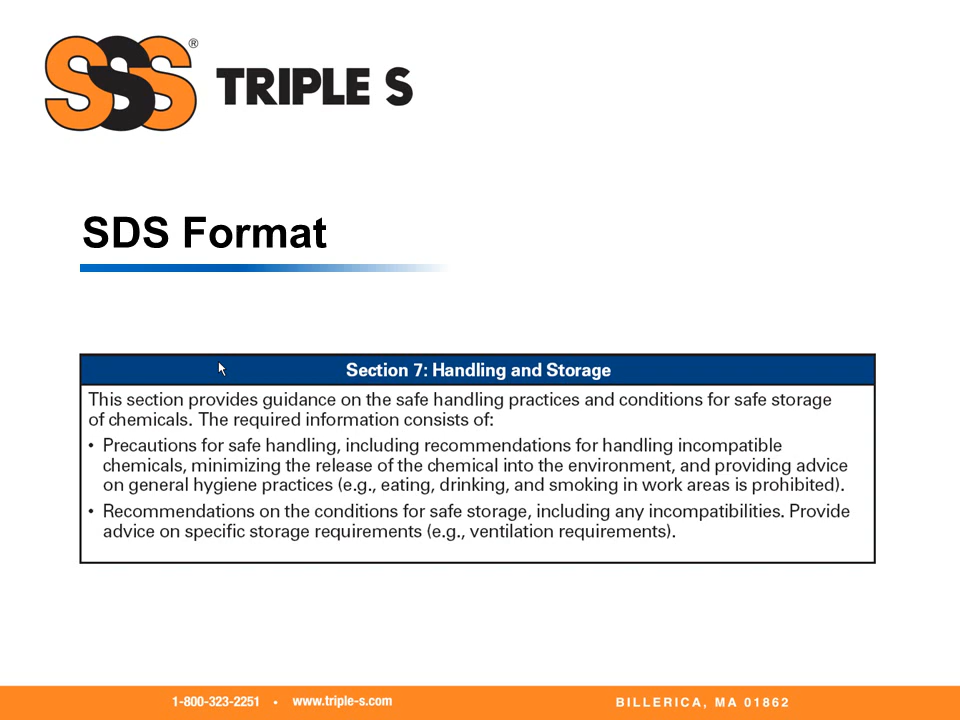 SSS® TRIPLE S
SDS Format
Section 7: Handling and Storage
This section provides guidance on the safe handling practices and conditions for safe storage
of chemicals. The required information consists of:
• Precautions for safe handling, including recommendations for handling incompatible
chemicals, minimizing the release of the chemical into the environment, and providing advice
on general hygiene practices (e.g., eating, drinking, and smoking in work areas is prohibited).
• Recommendations on the conditions for safe storage, including any incompatibilities. Provide
advice on specific storage requirements (e.g., ventilation requirements).
1-800-323-2251 • www.triple-s.com BILLERICA, MA 01862